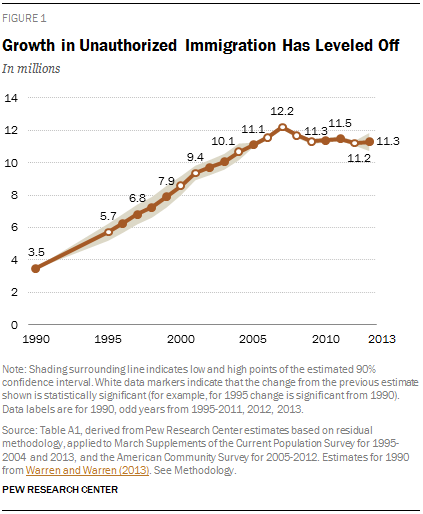 FIGURE 1
Growth in Unauthorized Immigration Has Leveled Off
In millions
14
12
10
8
6
4
2
0
3.5
5.7
6.8
7.9
9.4
10.1
11.1
12.2
11.3
11.5
11.2
11.3
1990
1995
2000
2005
2010
2013
Note: Shading surrounding line indicates low and high points of the estimated 90%
confidence interval. White data markers indicate that the change from the previous estimate
shown is statistically significant (for example, for 1995 change is significant from 1990).
Data labels are for 1990, odd years from 1995-2011, 2012, 2013.
Source: Table A1, derived from Pew Research Center estimates based on residual
methodology, applied to March Supplements of the Current Population Survey for 1995-
2004 and 2013, and the American Community Survey for 2005-2012. Estimates for 1990
from Warren and Warren (2013). See Methodology.
PEW RESEARCH CENTER